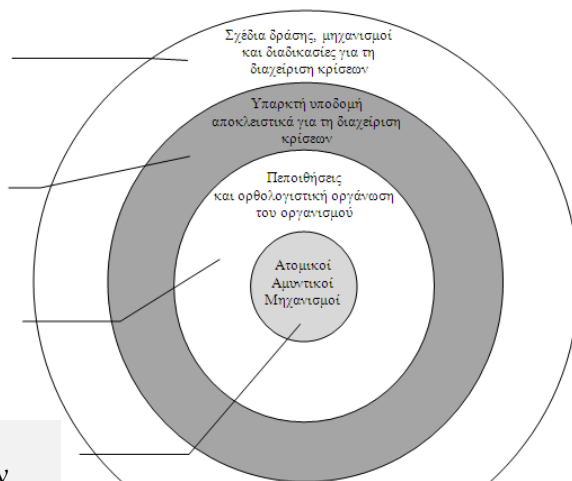 Σχέδια δράσης, μηχανισμοί
και διαδικασίες για τη
διαχείριση κρίσεων
Υπαρκτή υποδομή
αποκλειστικά για τη διαχείριση
κρίσεων
Πεποιθήσεις
και ορθολογιστική οργάνωση
του οργανισμού
Ατομικοί
Αμυντικοί
Μηχανισμοί